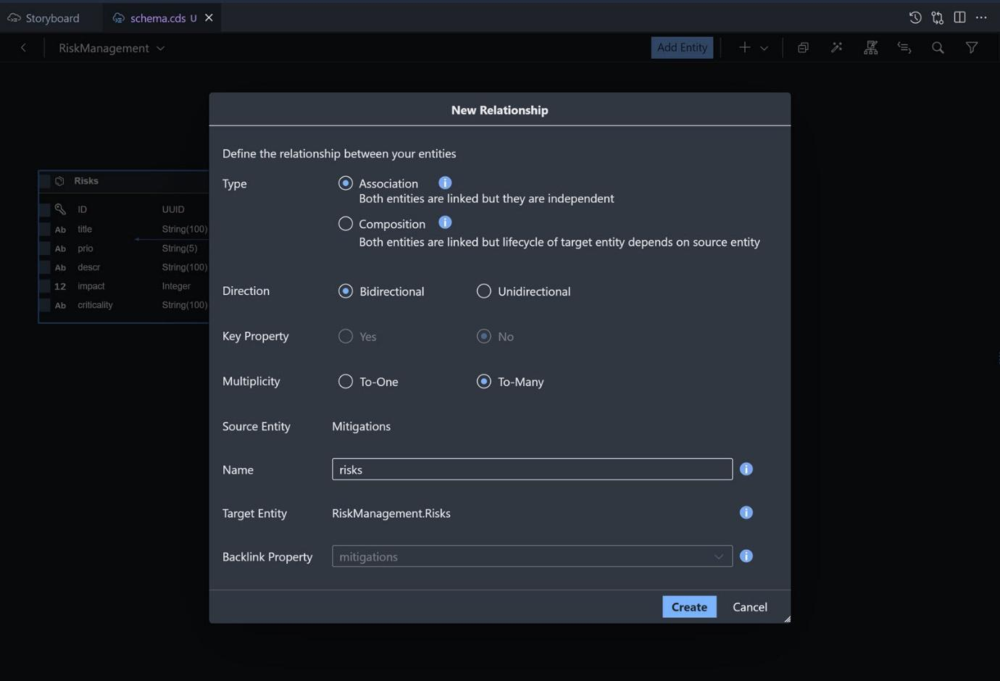 Storyboard
schema.cds U
RiskManagement
Add Entity
New Relationship
Define the relationship between your entities
Type
Association
Both entities are linked but they are independent
Composition
Both entities are linked but lifecycle of target entity depends on source entity
Direction
Bidirectional Unidirectional
Key Property
Yes No
Multiplicity
To-One To-Many
Source Entity
Mitigations
Name
risks
Target Entity
RiskManagement.Risks
Backlink Property
mitigations
Create Cancel
Risks
ID UUID
Ab title String(100)
Ab prio String(5)
Ab descr String(100)
12 impact Integer
Ab criticality String(100)